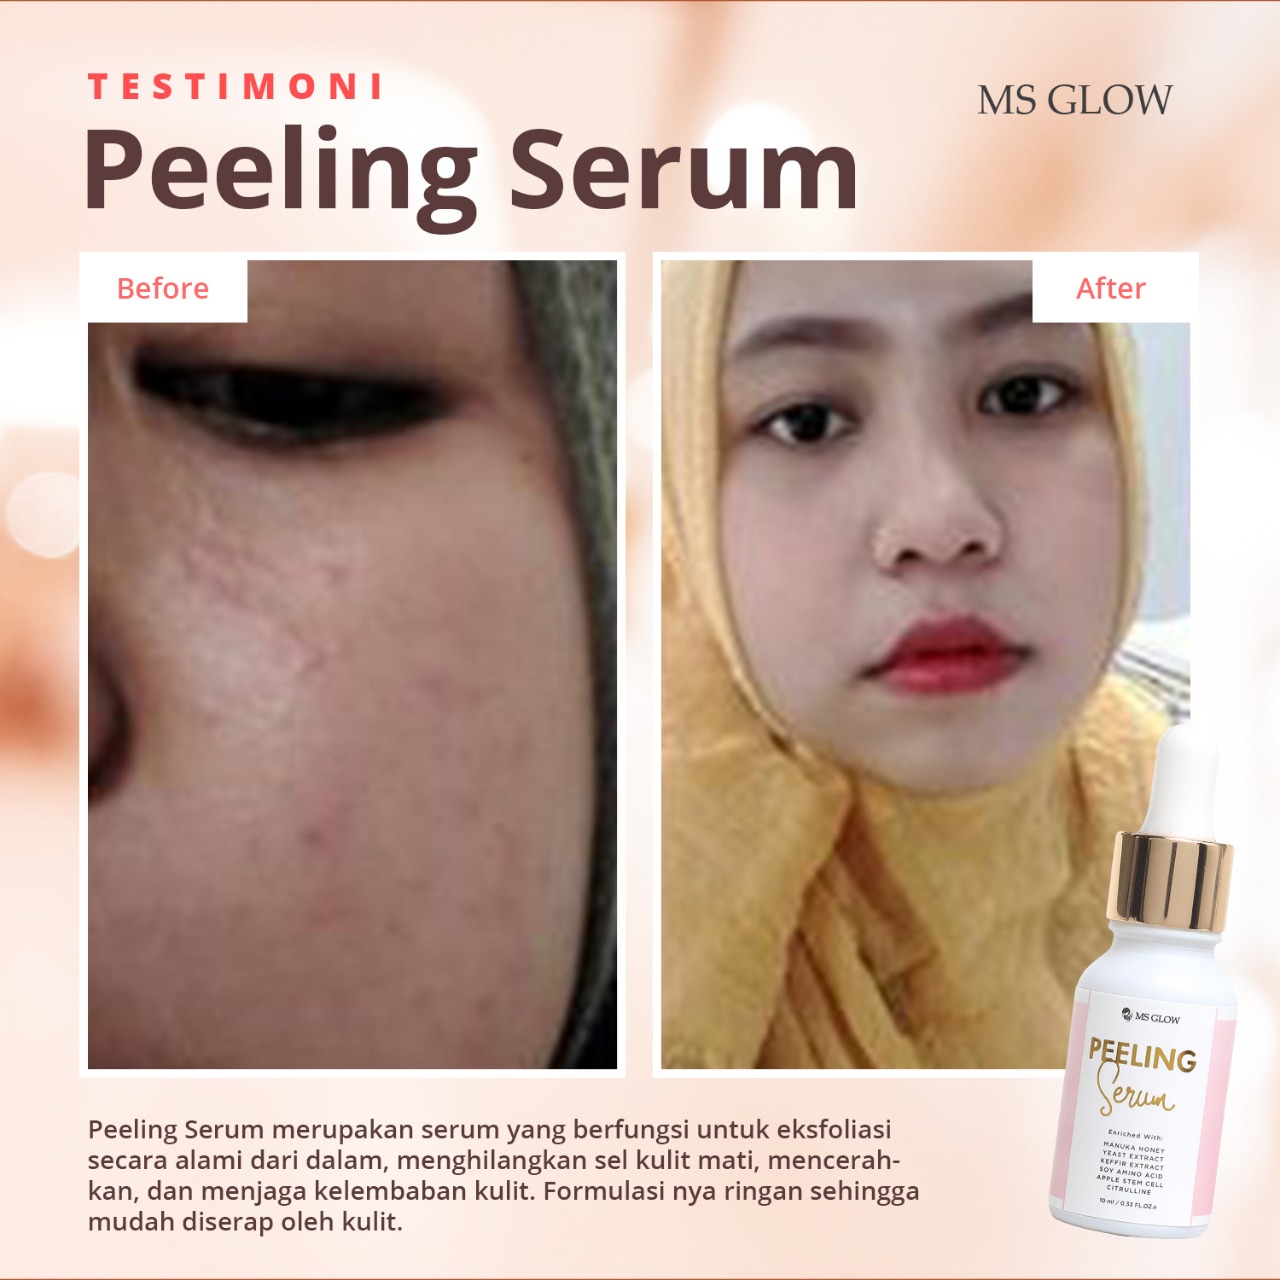 TESTIMONI
MS GLOW
Peeling Serum
Before
After
MS GLOW
PEELING
Serum
Enriched With:
MANUKA HONEY
YEAST EXTRACT
KEFFIR EXTRACT
SOY AMINO ACID
APPLE STEM CELL
CITRULLINE
10 ml / 0.33 FL.OZ.e
Peeling Serum merupakan serum yang berfungsi untuk eksfoliasi
secara alami dari dalam, menghilangkan sel kulit mati, mencerah-
kan, dan menjaga kelembaban kulit. Formulasi nya ringan sehingga
mudah diserap oleh kulit.